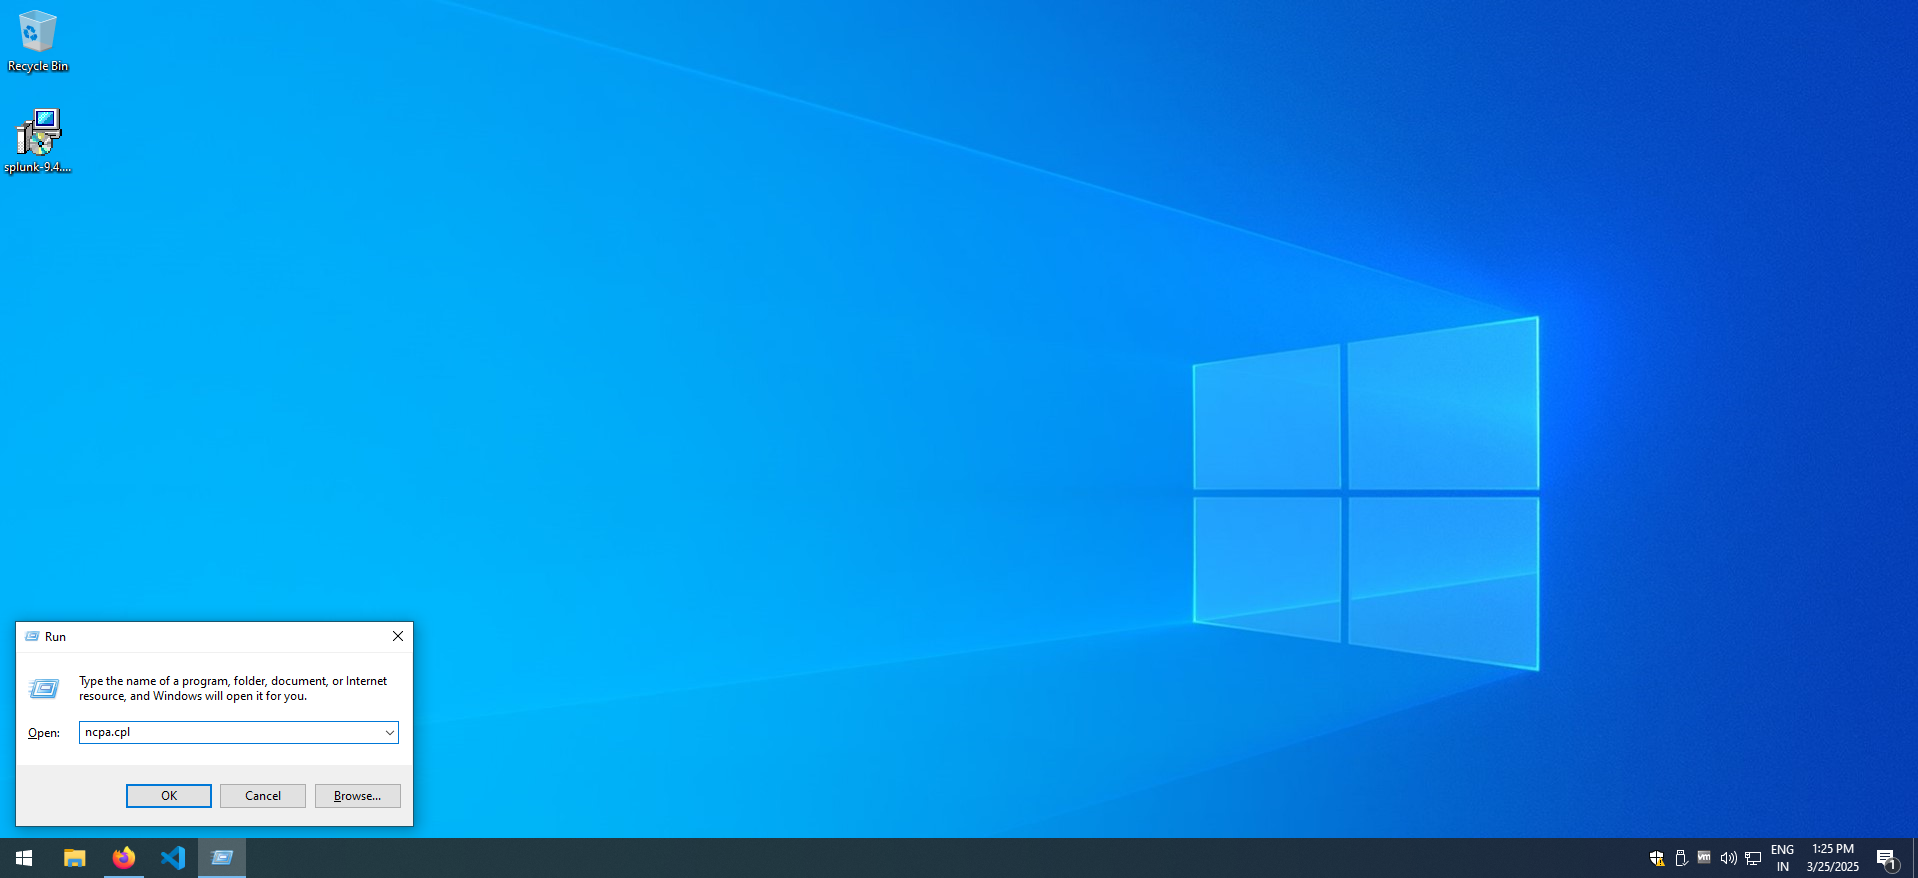 Recycle Bin
splunk-9.4....
Run
Type the name of a program, folder, document, or Internet
resource, and Windows will open it for you.
Open:
ncpa.cpl
OK
Cancel
Browse...
vm
ENG
IN
1:25 PM
3/25/2025
1